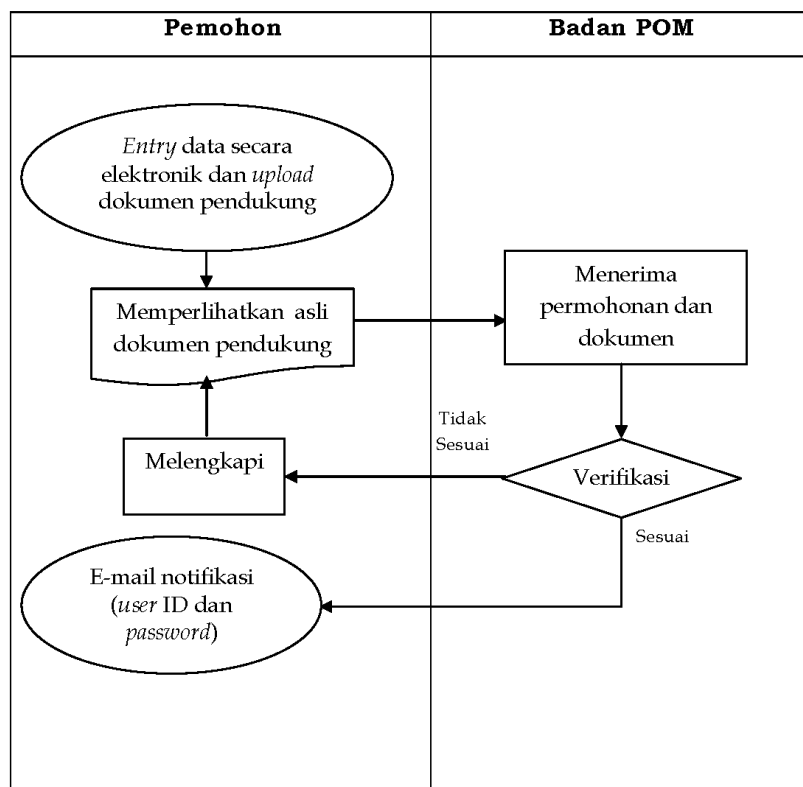 Pemohon
Badan POM
Entry data secara
elektronik dan upload
dokumen pendukung
Memperlihatkan asli
dokumen pendukung
Menerima
permohonan dan
dokumen
Tidak
Sesuai
Melengkapi
Verifikasi
Sesuai
E-mail notifikasi
(user ID dan
password)